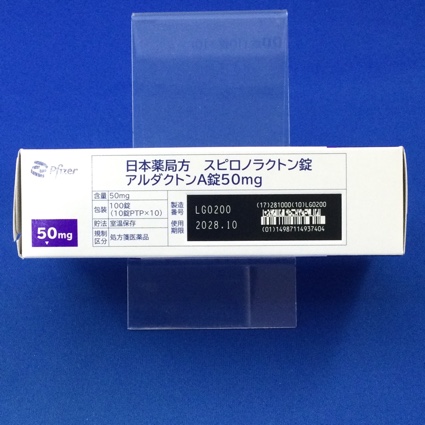 Pfizer
日本薬局方 スピロノラクトン錠
アルダクトンA錠50mg
50mg
含量 50mg
包装 100錠
(10錠PTP×10)
貯法 室温保存
規制区分 処方箋医薬品
製造番号 LG0200
使用期限 2028.10
(17)281000(10)LG0200
(01)14987114937404